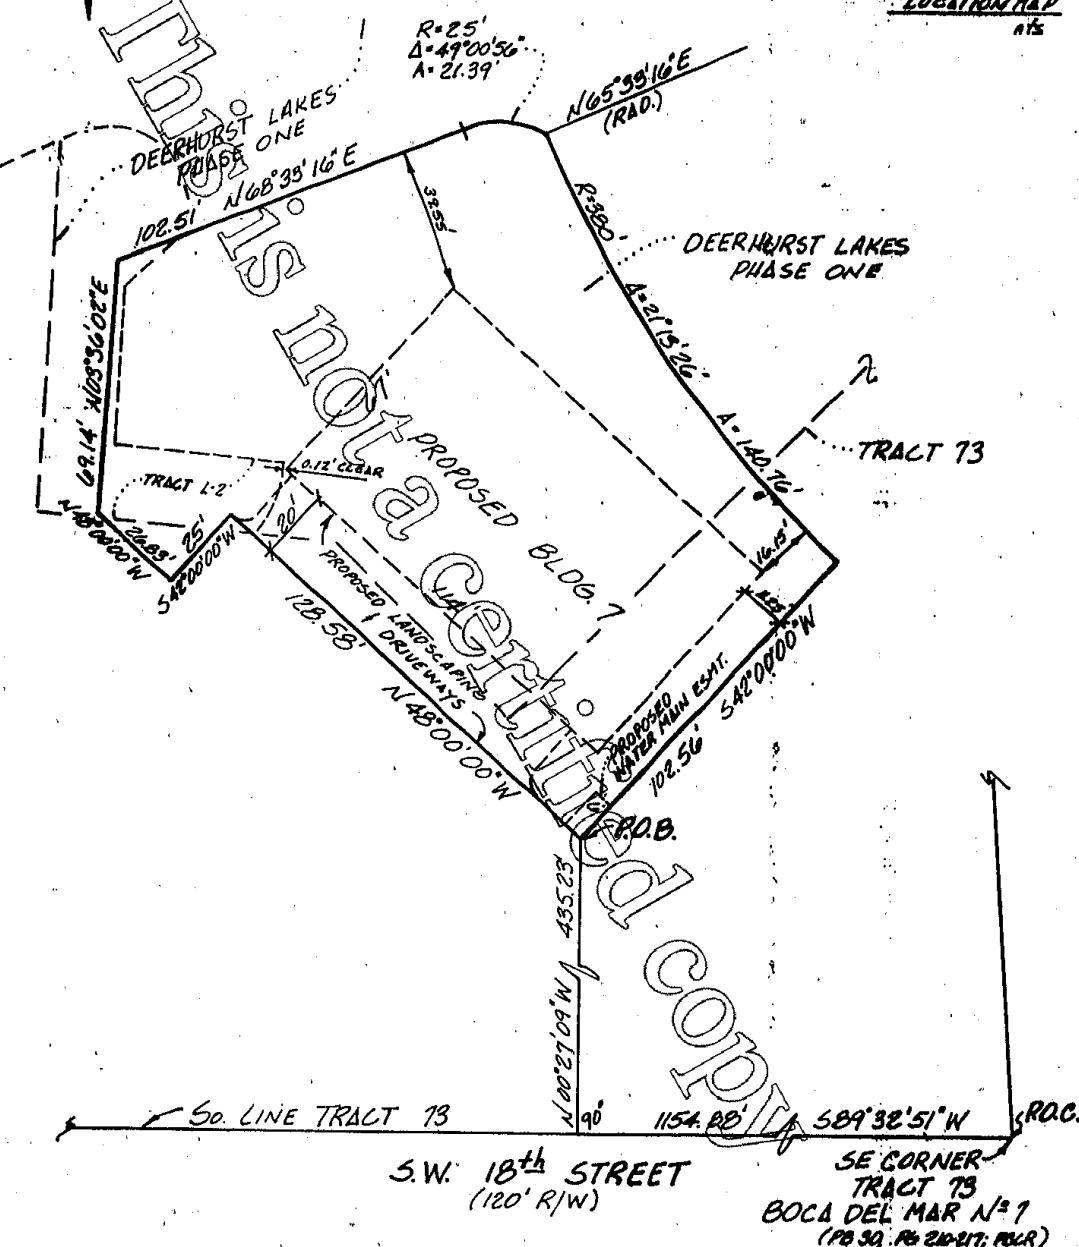 LOCATION MAP
nts
R=25'
Δ=49°00'56"
A=21.39'
N65°33'16"E
(RAD.)
DEERHURST LAKES
PHASE ONE
N68°33'16"E
102.51'
R=380'
DEERHURST LAKES
PHASE ONE
Δ=21°13'26"
A=140.76'
TRACT 73
69.14' N03°36'02"E
TRACT L-2
0.12' CLEAR
PROPOSED BLDG. 7
N48°00'00"W
26.83'
25'
S42°00'00"W
20'
PROPOSED LANDSCAPING
& DRIVEWAYS
128.58'
N48°00'00"W
16.15'
S42°00'00"W
PROPOSED
WATER MAIN ESMT.
102.56'
P.O.B.
435.23'
N00°27'09"W
So. LINE TRACT 73
90°
1154.88'
S89°32'51"W
P.O.C.
S.W. 18th STREET
(120' R/W)
SE CORNER
TRACT 73
BOCA DEL MAR Nº 7
(PB 30, PG 210-217; PBCR)
This is not a certified copy